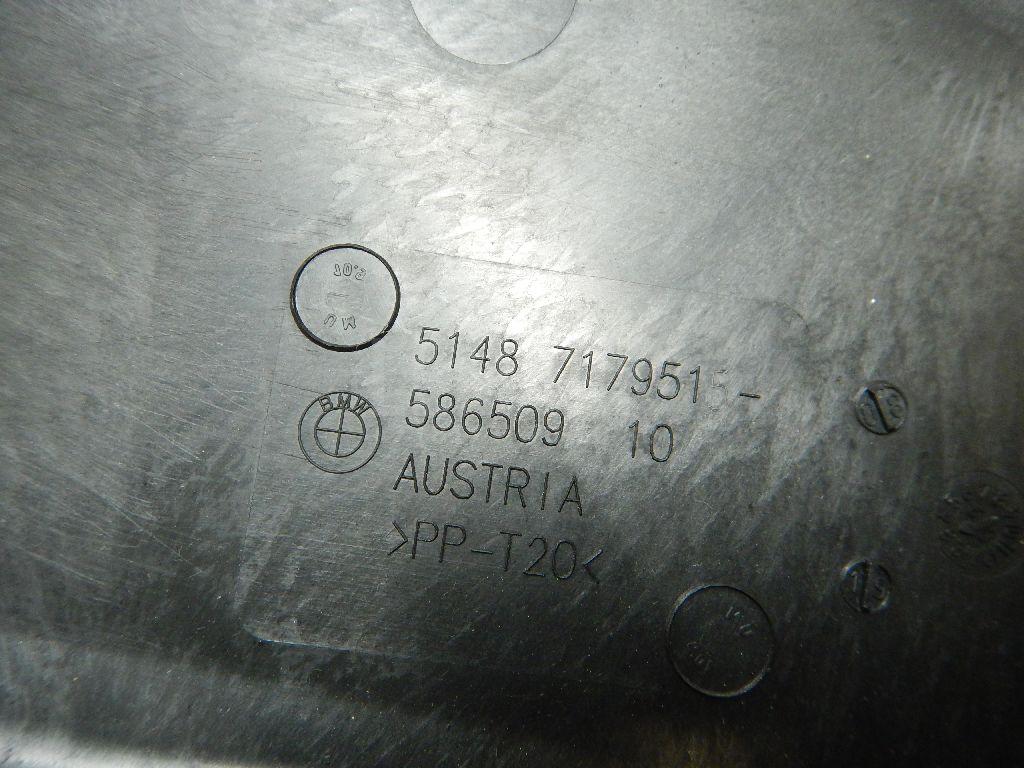 5148 7179515-
BMW
586509 10
AUSTRIA
>PP-T20<